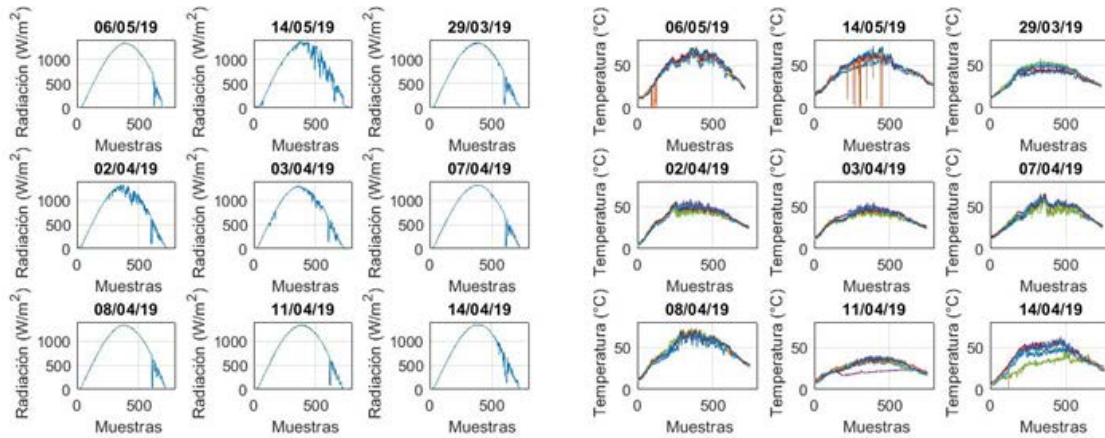 06/05/19
Radiación (W/m²)
1000
500
0
0
500
Muestras
14/05/19
Radiación (W/m²)
1000
500
0
0
500
Muestras
29/03/19
Radiación (W/m²)
1000
500
0
0
500
Muestras
06/05/19
Temperatura (°C)
50
0
0
500
Muestras
14/05/19
Temperatura (°C)
50
0
0
500
Muestras
29/03/19
Temperatura (°C)
50
0
0
500
Muestras
02/04/19
Radiación (W/m²)
1000
500
0
0
500
Muestras
03/04/19
Radiación (W/m²)
1000
500
0
0
500
Muestras
07/04/19
Radiación (W/m²)
1000
500
0
0
500
Muestras
02/04/19
Temperatura (°C)
50
0
0
500
Muestras
03/04/19
Temperatura (°C)
50
0
0
500
Muestras
07/04/19
Temperatura (°C)
50
0
0
500
Muestras
08/04/19
Radiación (W/m²)
1000
500
0
0
500
Muestras
11/04/19
Radiación (W/m²)
1000
500
0
0
500
Muestras
14/04/19
Radiación (W/m²)
1000
500
0
0
500
Muestras
08/04/19
Temperatura (°C)
50
0
0
500
Muestras
11/04/19
Temperatura (°C)
50
0
0
500
Muestras
14/04/19
Temperatura (°C)
50
0
0
500
Muestras